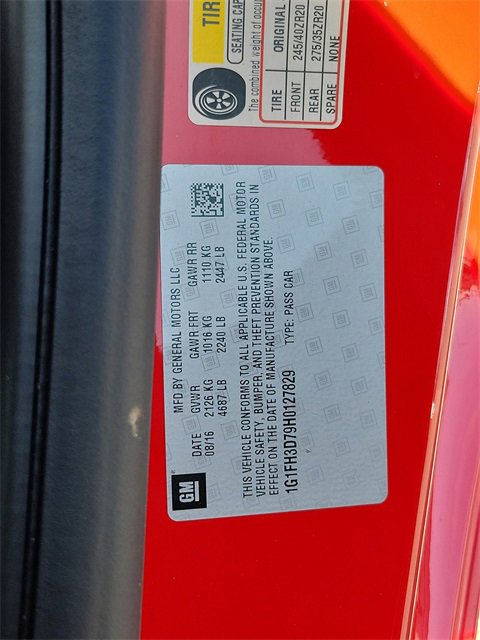 TIR
SEATING CAP
The combined weight of occu
TIRE ORIGINAL
FRONT 245/40ZR20
REAR 275/35ZR20
SPARE NONE
GM
MFD BY GENERAL MOTORS LLC
DATE GVWR GAWR FRT GAWR RR
08/16 2126 KG 1016 KG 1110 KG
4687 LB 2240 LB 2447 LB
THIS VEHICLE CONFORMS TO ALL APPLICABLE U.S. FEDERAL MOTOR
VEHICLE SAFETY, BUMPER, AND THEFT PREVENTION STANDARDS IN
EFFECT ON THE DATE OF MANUFACTURE SHOWN ABOVE.
1G1FH3D79H0127829 TYPE: PASS CAR